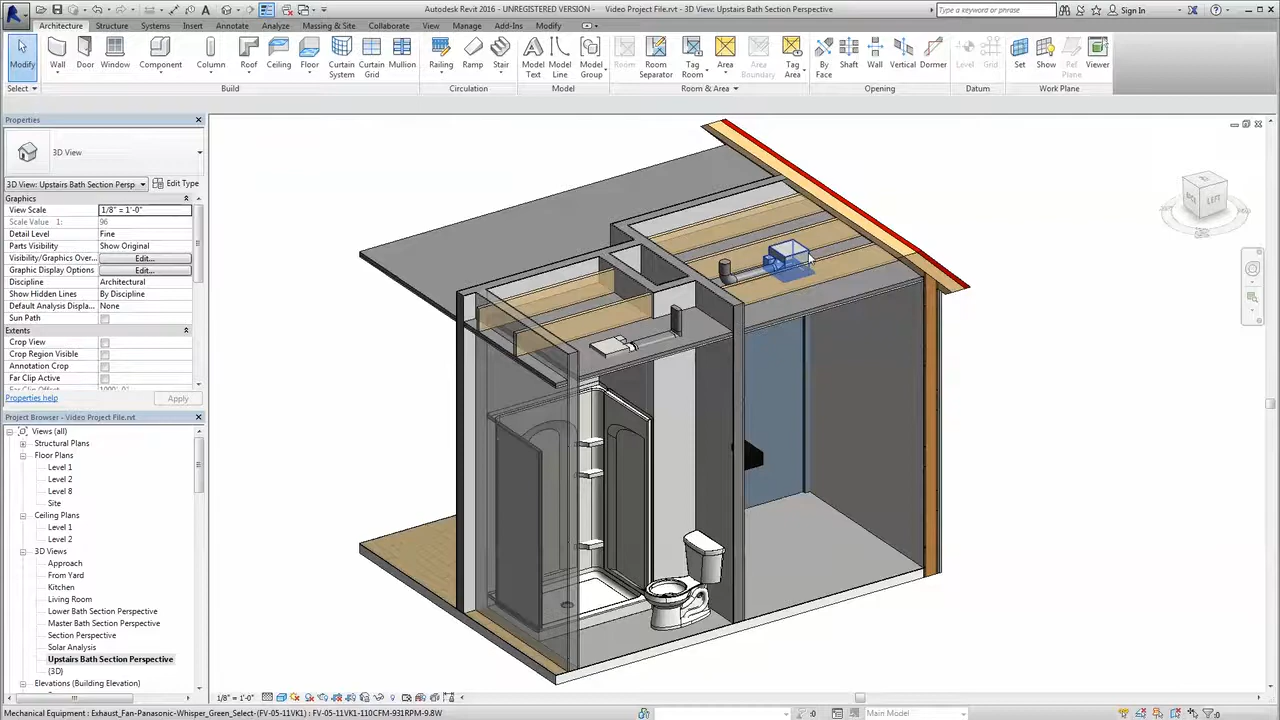 Autodesk Revit 2016 - UNREGISTERED VERSION - Video Project File.rvt - 3D View: Upstairs Bath Section Perspective
Type a keyword or phrase
Sign In
Architecture Structure Systems Insert Annotate Analyze Massing & Site Collaborate View Manage Add-Ins Modify
Modify Wall Door Window Component Column Roof Ceiling Floor Curtain System Curtain Grid Mullion Railing Ramp Stair Model Text Model Line Model Group Room Room Separator Tag Room Area Area Boundary Tag Area By Face Shaft Wall Vertical Dormer Level Grid Set Show Ref Plane Viewer
Select Build Circulation Model Room & Area Opening Datum Work Plane
Properties
3D View
3D View: Upstairs Bath Section Persp Edit Type
Graphics
View Scale 1/8" = 1'-0"
Scale Value 1: 96
Detail Level Fine
Parts Visibility Show Original
Visibility/Graphics Over... Edit...
Graphic Display Options Edit...
Discipline Architectural
Show Hidden Lines By Discipline
Default Analysis Displa... None
Sun Path
Extents
Crop View
Crop Region Visible
Annotation Crop
Far Clip Active
Far Clip Offset 1000' 0"
Properties help Apply
Project Browser - Video Project File.rvt
Views (all)
Structural Plans
Floor Plans
Level 1
Level 2
Level 8
Site
Ceiling Plans
Level 1
Level 2
3D Views
Approach
From Yard
Kitchen
Living Room
Lower Bath Section Perspective
Master Bath Section Perspective
Section Perspective
Solar Analysis
Upstairs Bath Section Perspective
{3D}
Elevations (Building Elevation)
LEFT
1/8" = 1'-0"
Mechanical Equipment : Exhaust_Fan-Panasonic-Whisper_Green_Select-(FV-05-11VK1) : FV-05-11VK1-110CFM-931RPM-9.8W
:0
Main Model
:0